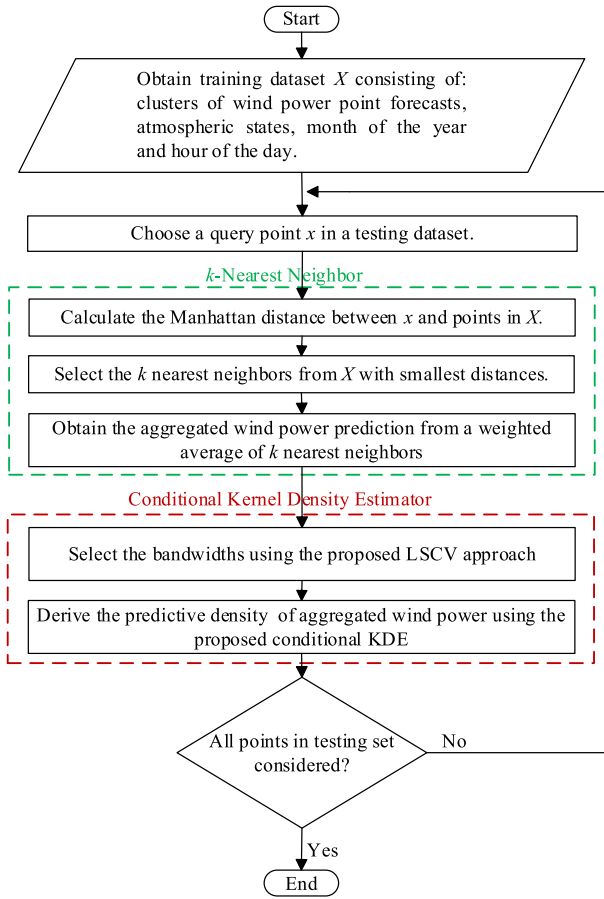 Start
Obtain training dataset X consisting of:
clusters of wind power point forecasts,
atmospheric states, month of the year
and hour of the day.
Choose a query point x in a testing dataset.
k-Nearest Neighbor
Calculate the Manhattan distance between x and points in X.
Select the k nearest neighbors from X with smallest distances.
Obtain the aggregated wind power prediction from a weighted
average of k nearest neighbors
Conditional Kernel Density Estimator
Select the bandwidths using the proposed LSCV approach
Derive the predictive density of aggregated wind power using the
proposed conditional KDE
All points in testing set
considered?
No
Yes
End